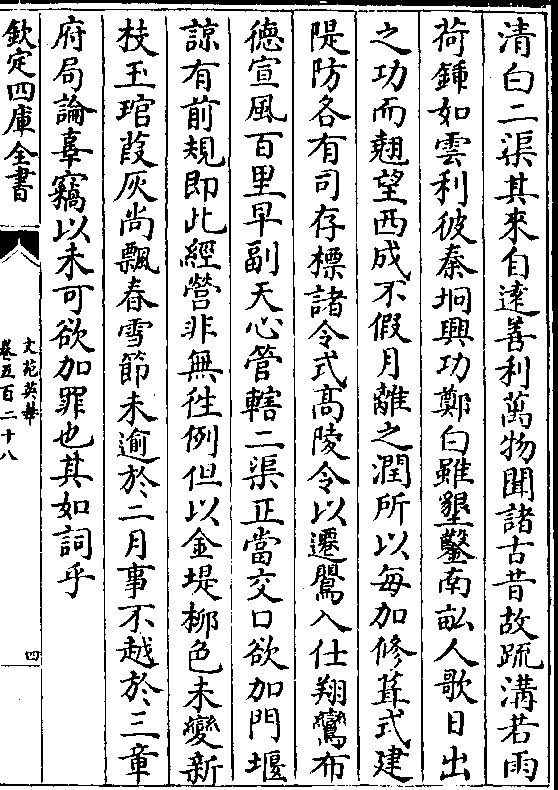 清白二渠其來自逺善利萬物聞諸古昔故疏溝若雨
荷鍤如雲利彼秦坰興功鄭白雖墾鑿南畆人歌日出
之功而翹望西成不假月離之潤所以每加修葺式建
隄防各有司存標諸令式髙陵令以遷鶯入仕翔鸞布
德宣風百里早副天心管轄二渠正當交口欲加門堰
諒有前規即此經營非無徃例但以金堤栁色未變新
枝玉琯葭灰尚飄春雪節未逾於二月事不越於三章
府局論辜竊以未可欲加罪也其如詞乎
欽定四庫全書
文苑英華
卷五百二十八
四